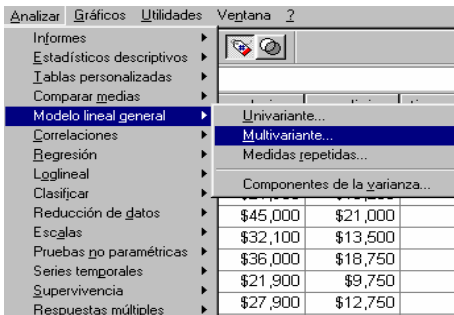 Analizar Gráficos Utilidades Ventana ?
Informes
Estadísticos descriptivos
Tablas personalizadas
Comparar medias
Modelo lineal general
Correlaciones
Regresión
Loglineal
Clasificar
Reducción de datos
Escalas
Pruebas no paramétricas
Series temporales
Supervivencia
Respuestas múltiples
Univariante...
Multivariante...
Medidas repetidas...
Componentes de la varianza...
$45,000 $21,000
$32,100 $13,500
$36,000 $18,750
$21,900 $9,750
$27,900 $12,750